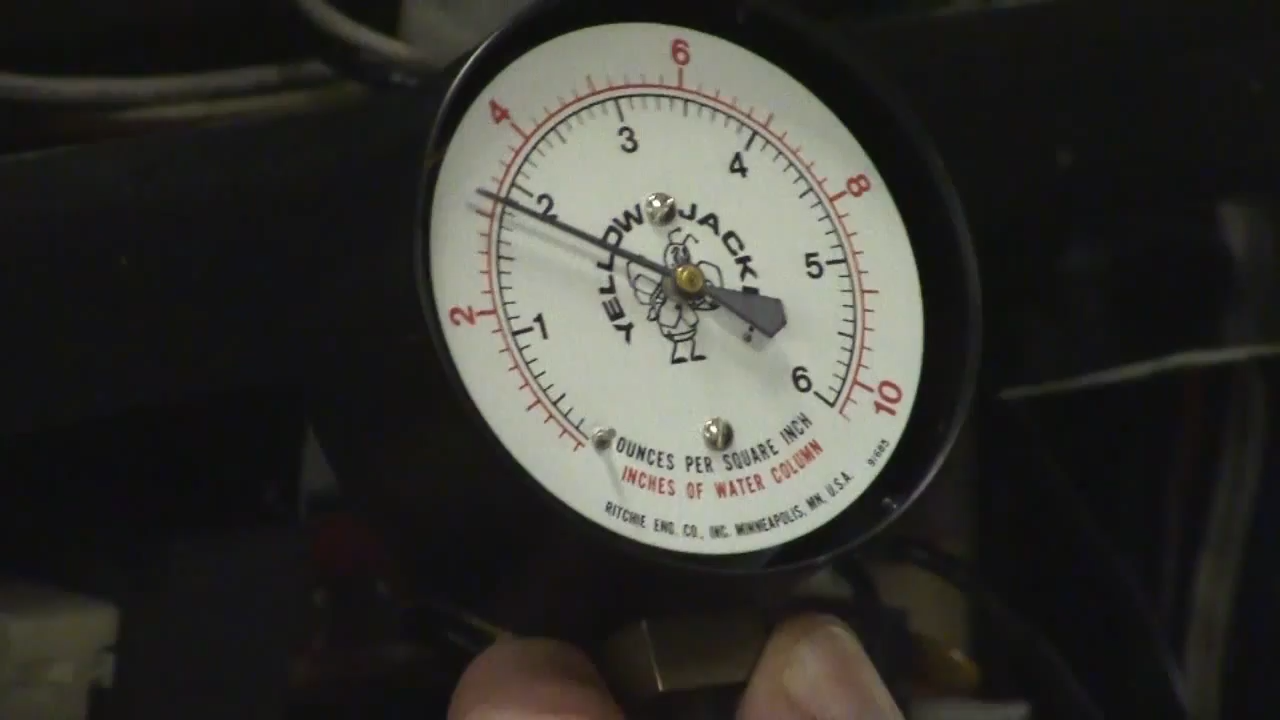 6
4
3
4
8
2
YELLOW JACKET
5
2
1
6
10
OUNCES PER SQUARE INCH
INCHES OF WATER COLUMN
RITCHIE ENG. CO., INC. MINNEAPOLIS, MN, U.S.A.